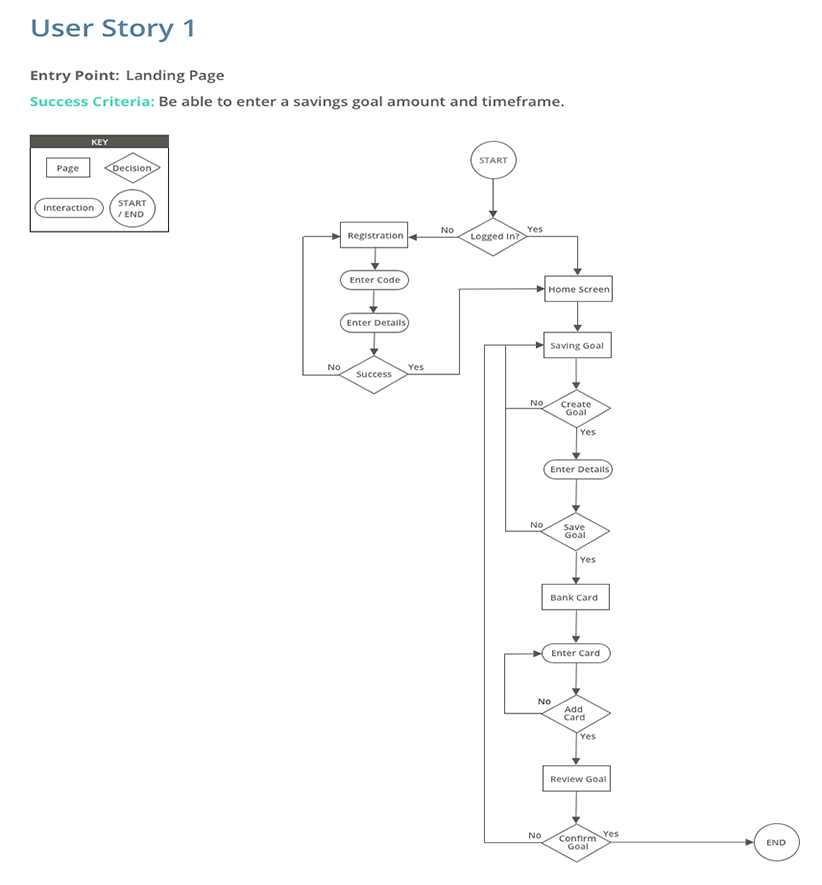 User Story 1
Entry Point: Landing Page
Success Criteria: Be able to enter a savings goal amount and timeframe.
KEY
Page
Decision
Interaction
START
/ END
START
Logged In?
No
Yes
Registration
Enter Code
Enter Details
Success
No
Yes
Home Screen
Saving Goal
Create
Goal
No
Yes
Enter Details
Save
Goal
No
Yes
Bank Card
Enter Card
Add
Card
No
Yes
Review Goal
Confirm
Goal
No
Yes
END